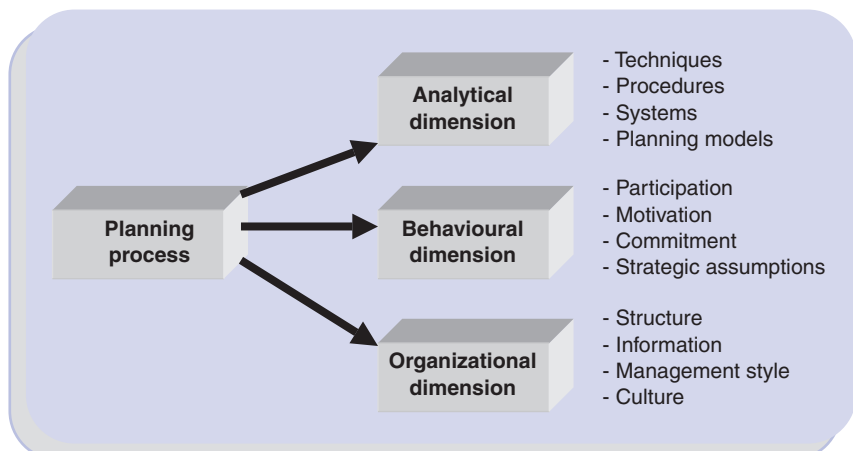 Planning
process
Analytical
dimension
- Techniques
- Procedures
- Systems
- Planning models
Behavioural
dimension
- Participation
- Motivation
- Commitment
- Strategic assumptions
Organizational
dimension
- Structure
- Information
- Management style
- Culture